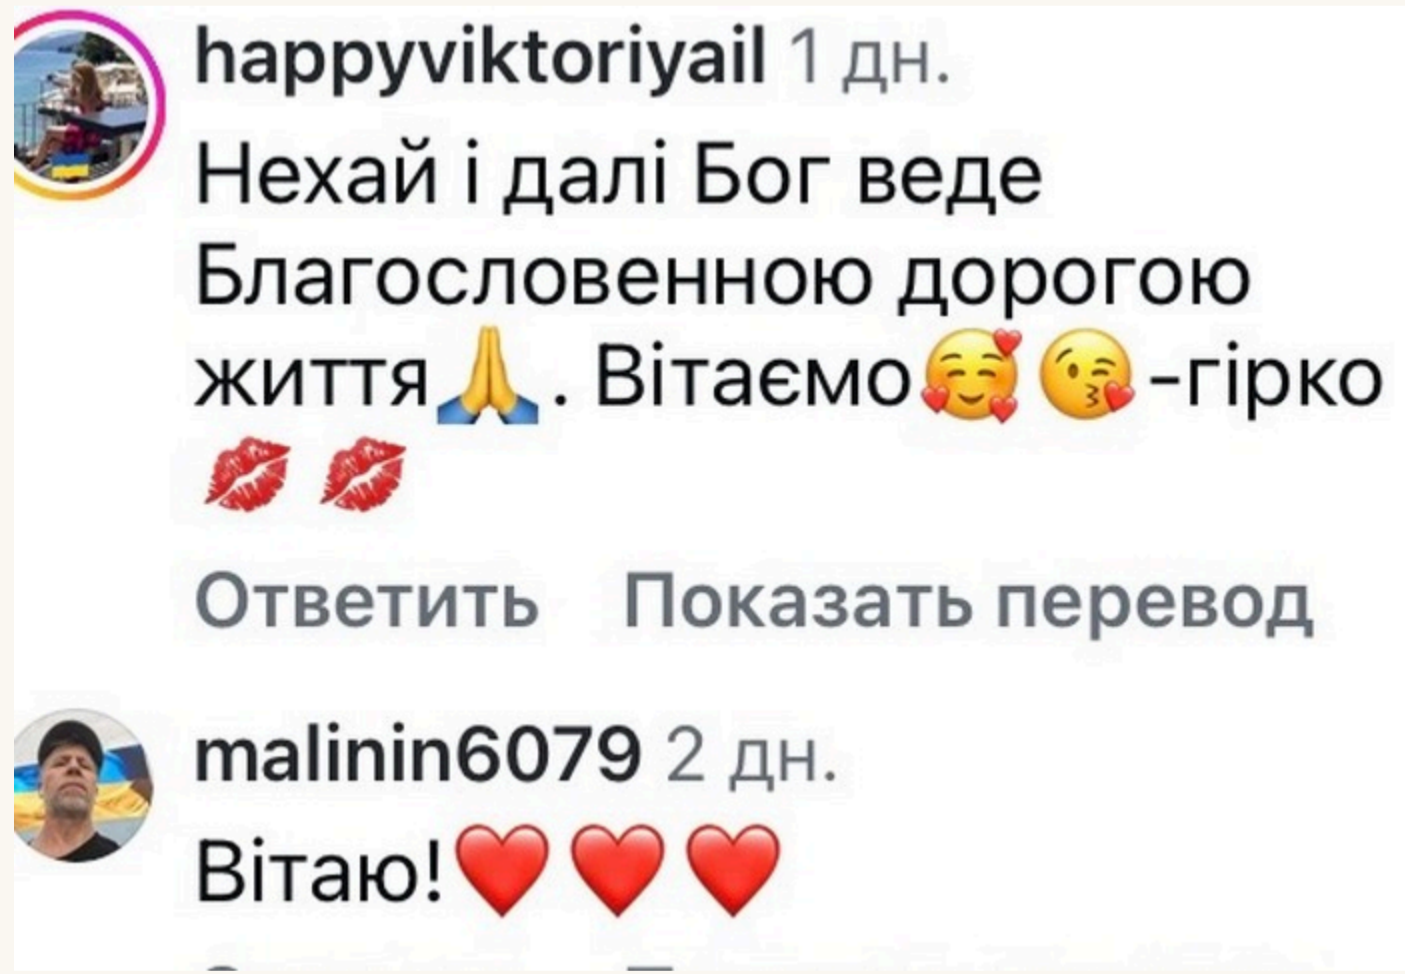 happyviktoriyail 1 дн.
Нехай і далі Бог веде
Благословенною дорогою
життя🙏. Вітаємо🥰😘-гірко
💋💋
Ответить Показать перевод
malinin6079 2 дн.
Вітаю!❤️❤️❤️